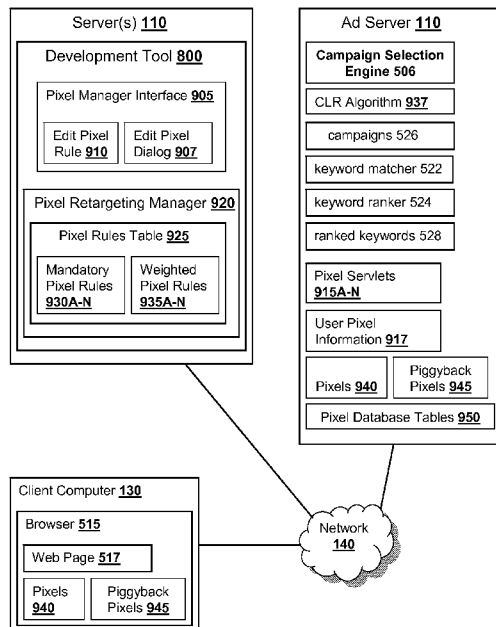 Server(s) 110
Development Tool 800
Pixel Manager Interface 905
Edit Pixel
Rule 910
Edit Pixel
Dialog 907
Pixel Retargeting Manager 920
Pixel Rules Table 925
Mandatory
Pixel Rules
930A-N
Weighted
Pixel Rules
935A-N
Ad Server 110
Campaign Selection
Engine 506
CLR Algorithm 937
campaigns 526
keyword matcher 522
keyword ranker 524
ranked keywords 528
Pixel Servlets
915A-N
User Pixel
Information 917
Pixels 940
Piggyback
Pixels 945
Pixel Database Tables 950
Client Computer 130
Browser 515
Web Page 517
Pixels
940
Piggyback
Pixels 945
Network
140